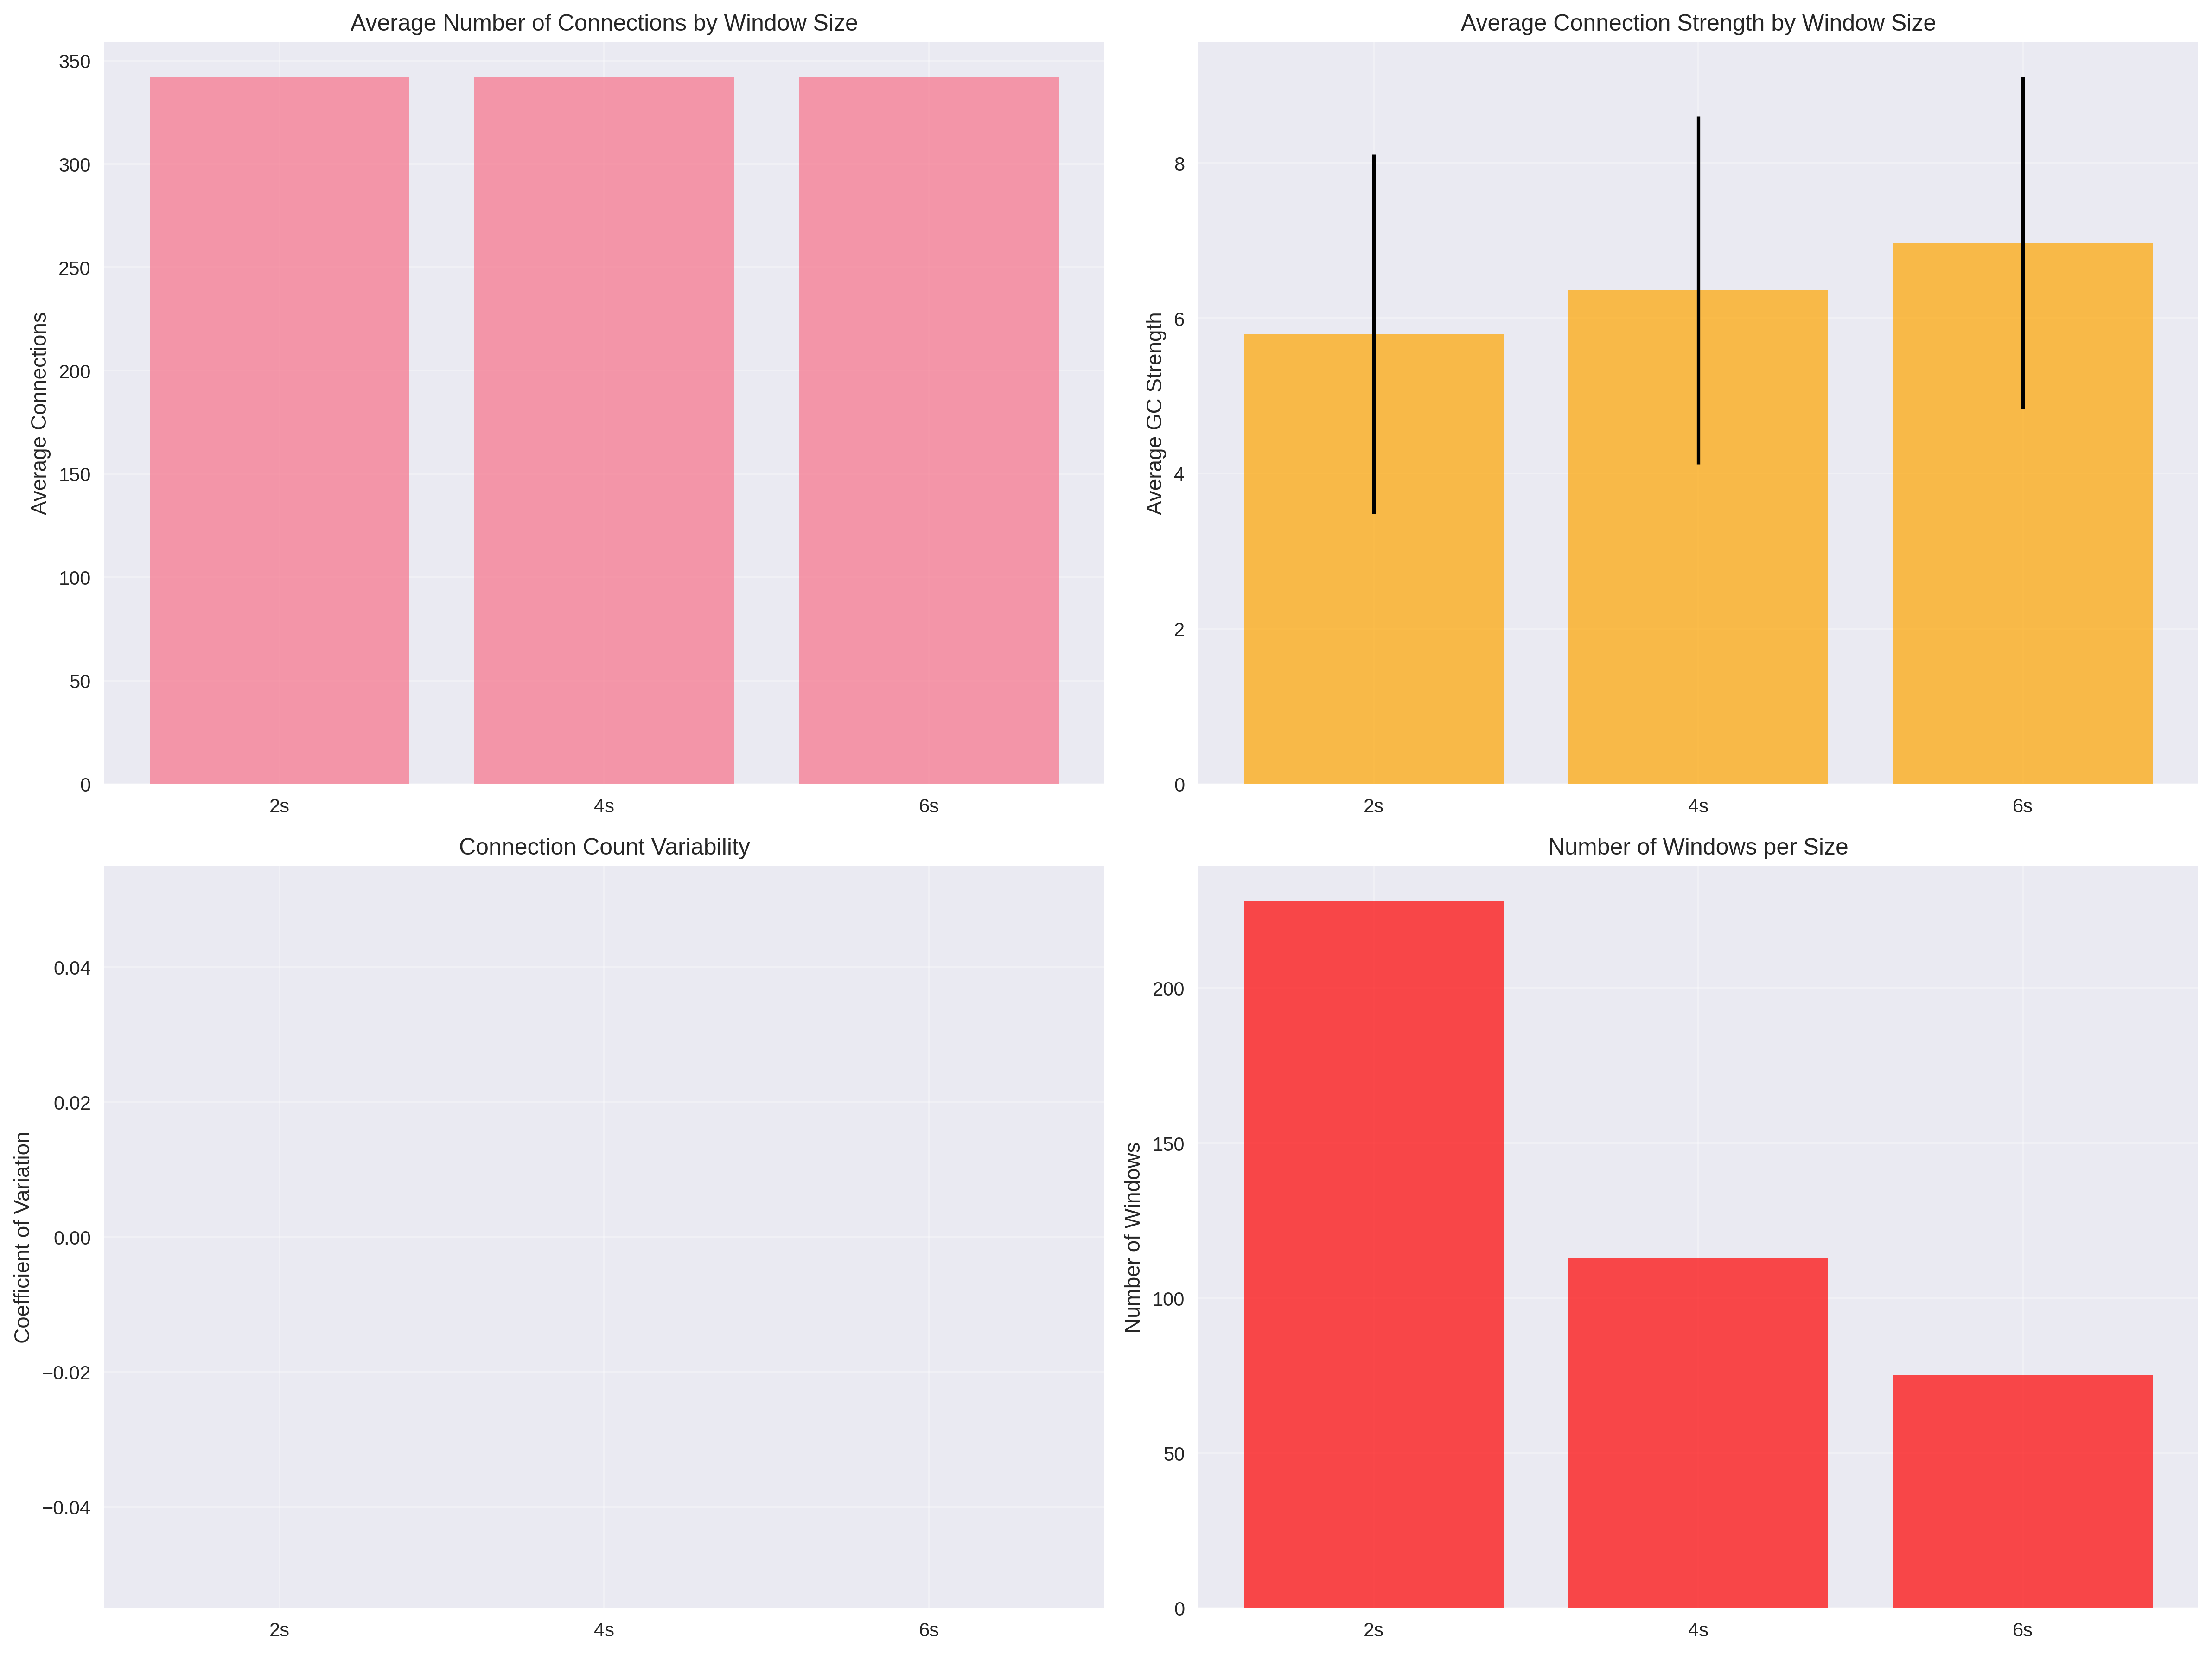 Average Number of Connections by Window Size
Average Connections
350
300
250
200
150
100
50
0
2s 4s 6s
Average Connection Strength by Window Size
Average GC Strength
8
6
4
2
0
2s 4s 6s
Connection Count Variability
Coefficient of Variation
0.04
0.02
0.00
−0.02
−0.04
2s 4s 6s
Number of Windows per Size
Number of Windows
200
150
100
50
0
2s 4s 6s